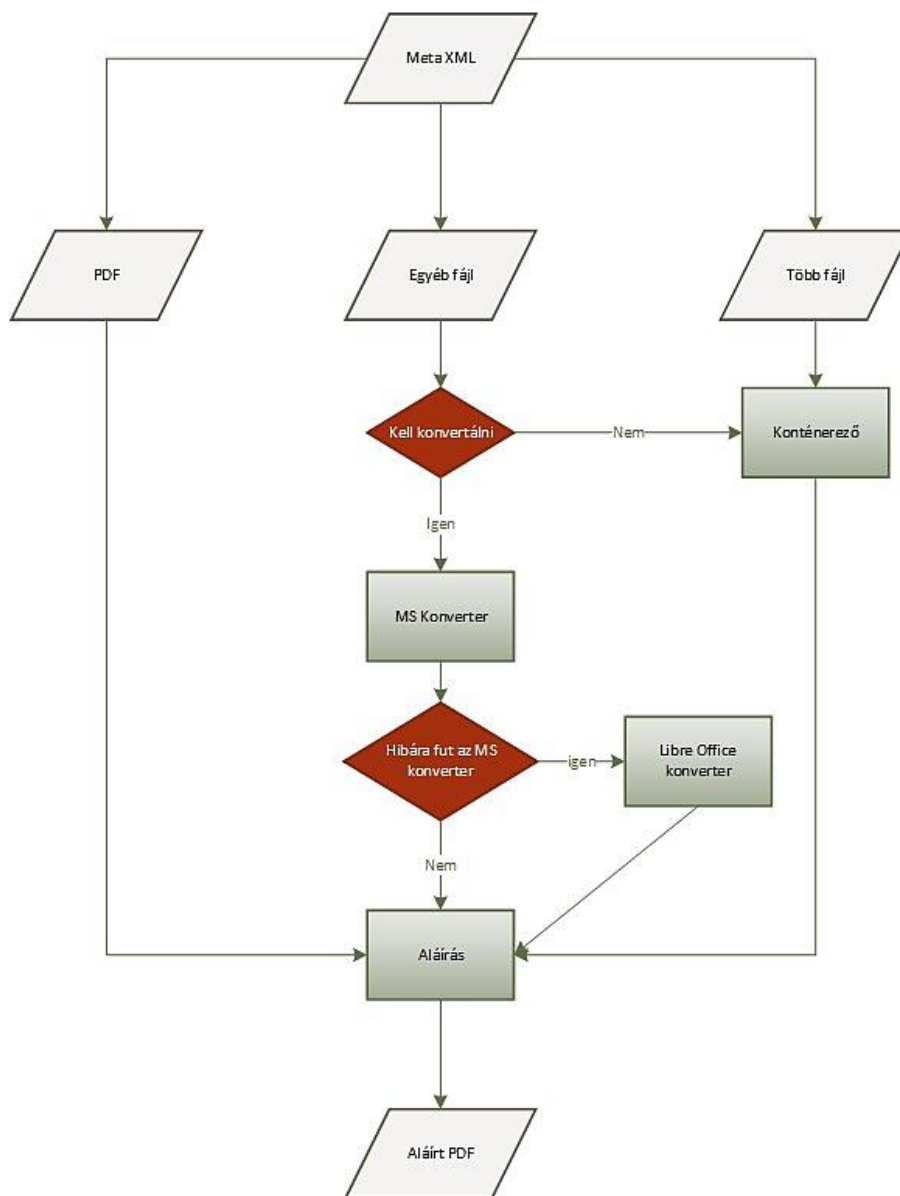 Meta XML
PDF
Egyéb fájl
Több fájl
Kell konvertálni
Nem
Konténerező
Igen
MS Konverter
Hibára fut az MS
konverter
igen
Libre Office
konverter
Nem
Aláírás
Aláírt PDF